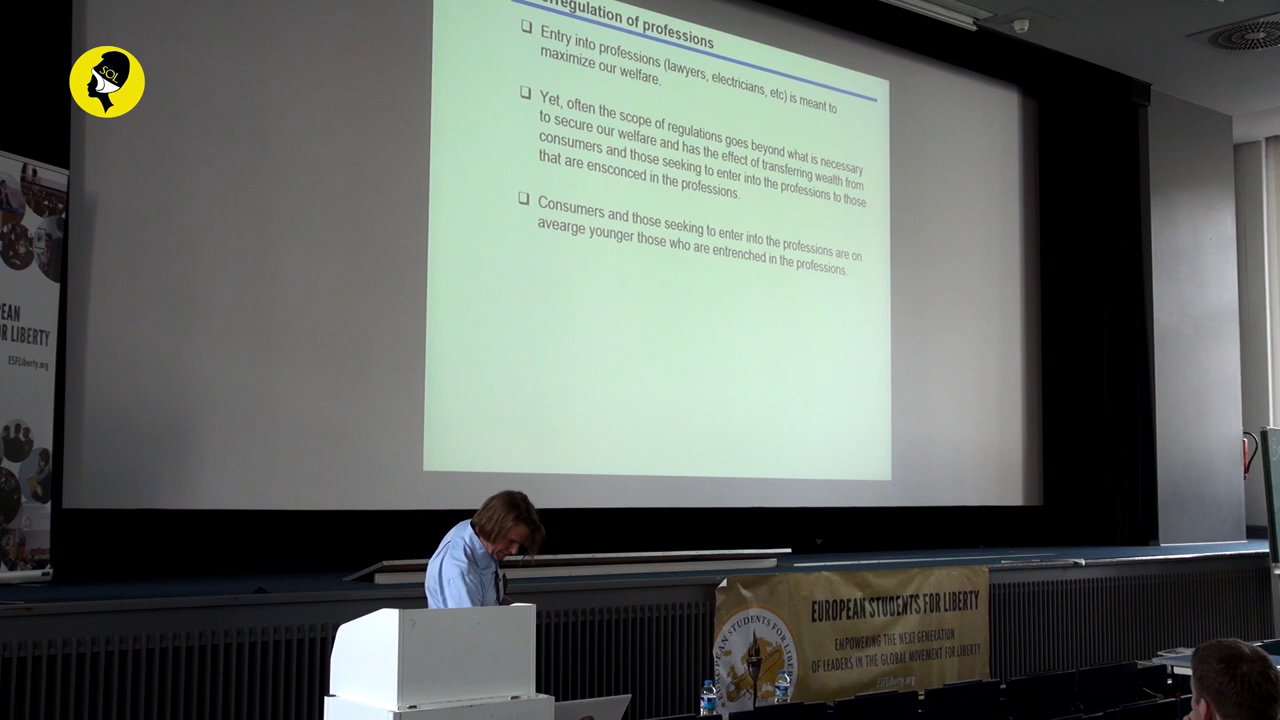 SOL
regulation of professions
Entry into professions (lawyers, electricians, etc) is meant to
maximize our welfare.
Yet, often the scope of regulations goes beyond what is necessary
to secure our welfare and has the effect of transferring wealth from
consumers and those seeking to enter into the professions to those
that are ensconced in the professions.
Consumers and those seeking to enter into the professions are on
avearge younger those who are entrenched in the professions.
EAN
R LIBERTY
ESFLiberty.org
EUROPEAN STUDENTS FOR LIBERTY
EMPOWERING THE NEXT GENERATION
OF LEADERS IN THE GLOBAL MOVEMENT FOR LIBERTY
ESFLiberty.org
PEAN STUDENTS FOR LIBE